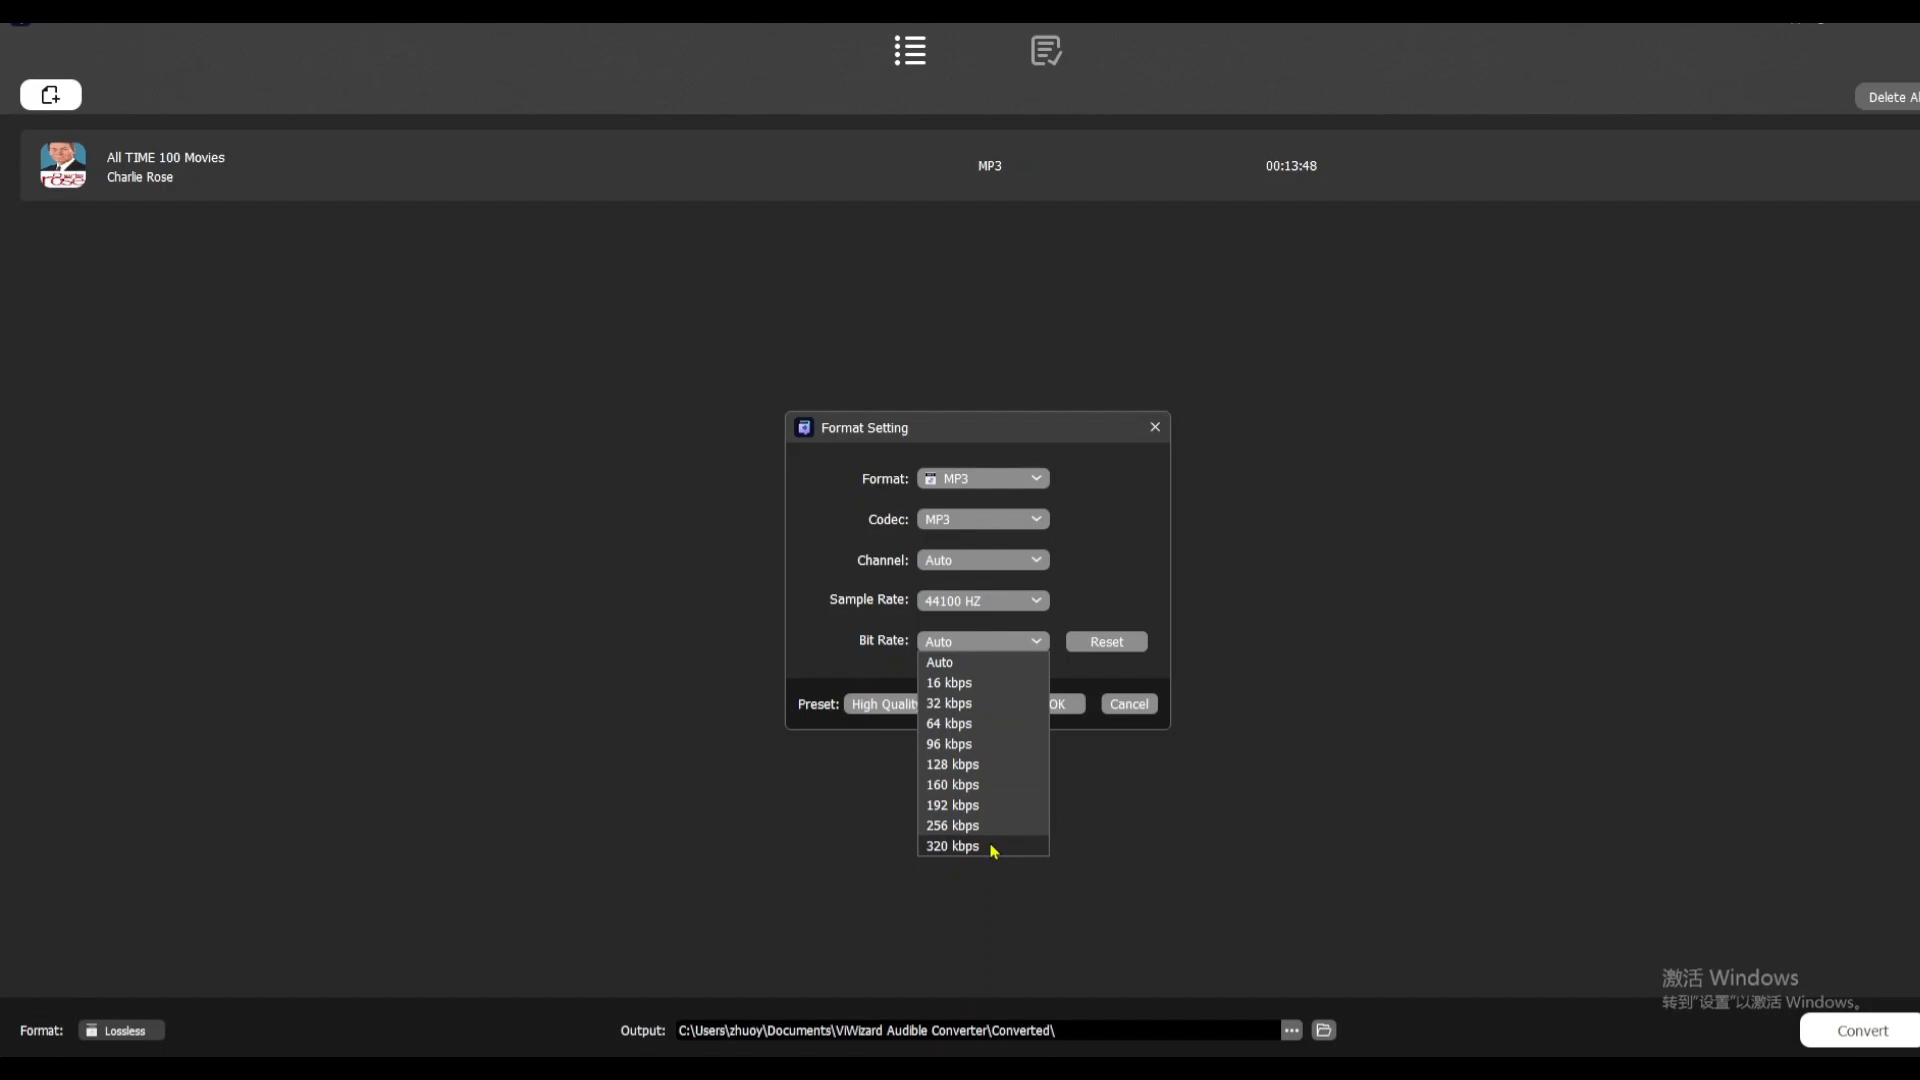 Delete Al
All TIME 100 Movies
Charlie Rose
MP3
00:13:48
rose
Format Setting
Format: MP3
Codec: MP3
Channel: Auto
Sample Rate: 44100 HZ
Bit Rate: Auto
Reset
Auto
16 kbps
32 kbps
64 kbps
96 kbps
128 kbps
160 kbps
192 kbps
256 kbps
320 kbps
Preset: High Quality
OK
Cancel
激活 Windows
转到"设置"以激活 Windows。
Format: Lossless
Output: C:\Users\zhuoy\Documents\ViWizard Audible Converter\Converted\
Convert